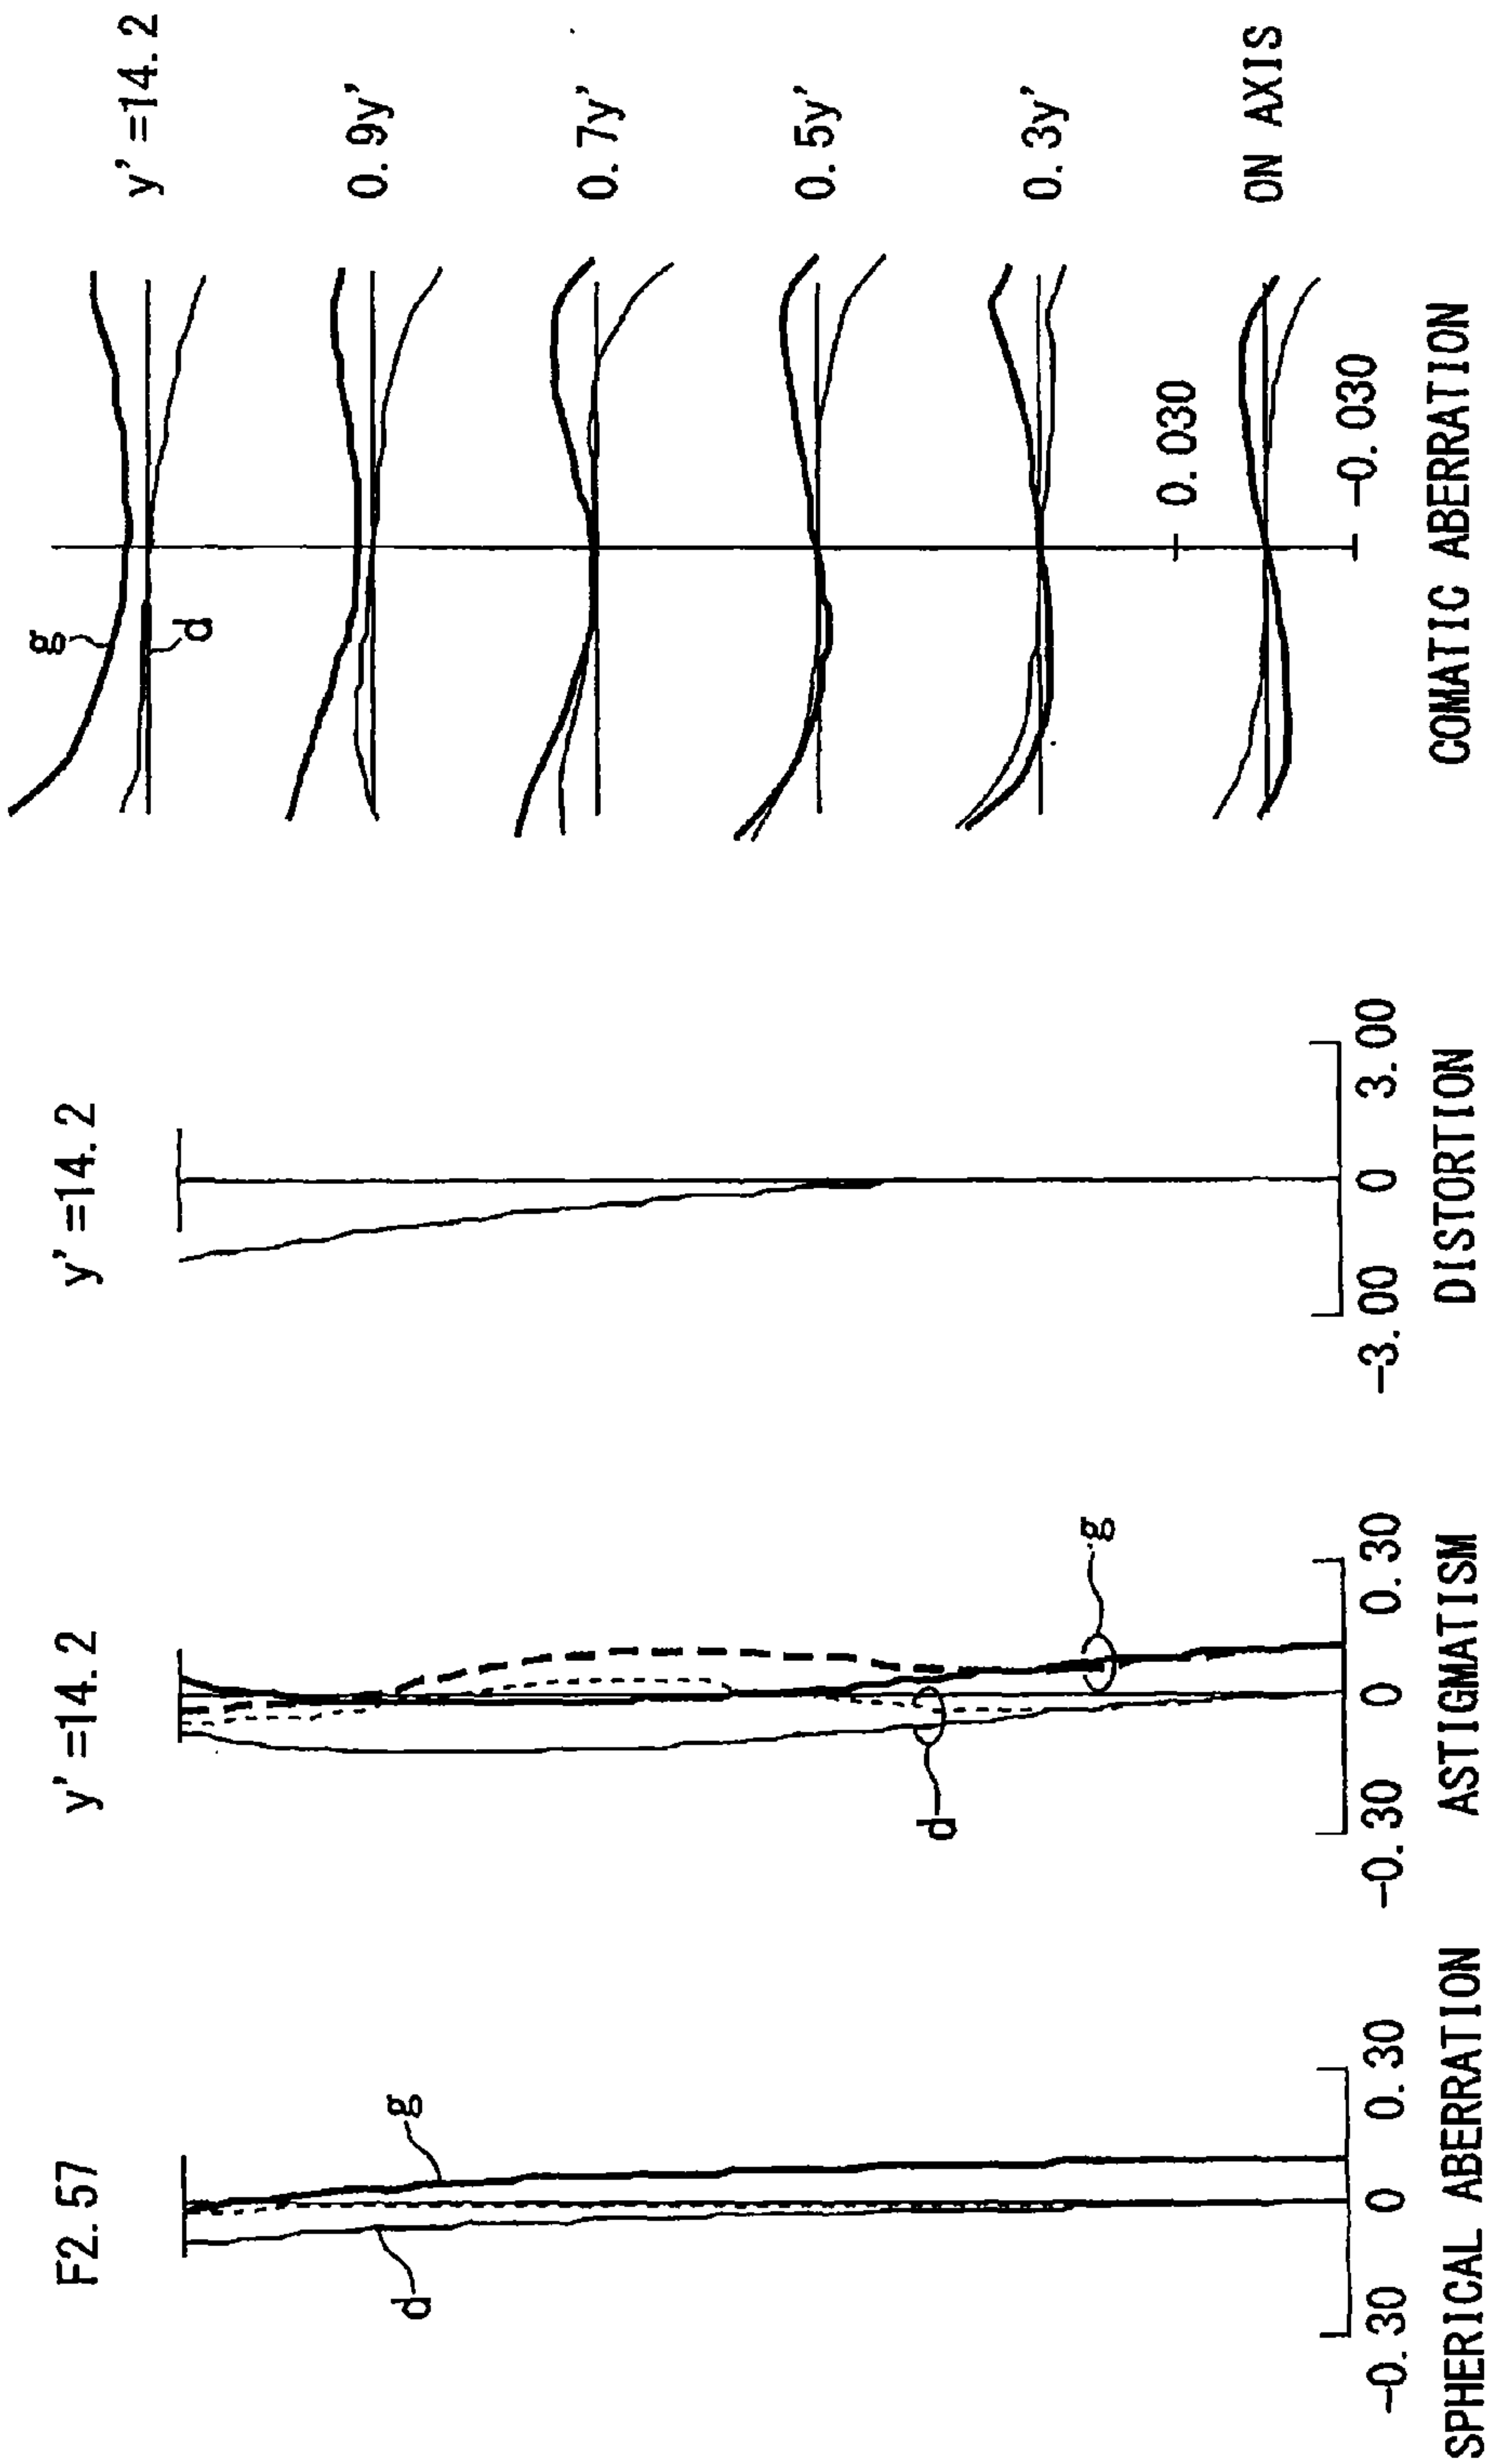 F2. 57
g
d
-0. 30
0
0. 30
SPHERICAL ABERRATION
y' =14. 2
g
d
-0. 30
0
0. 30
ASTIGMATISM
y' =14. 2
-3. 00
0
3. 00
DISTORTION
g
d
y' =14. 2
0. 9y'
0. 7y'
0. 5y'
0. 3y'
0. 030
ON AXIS
-0. 030
COMATIC ABERRATION